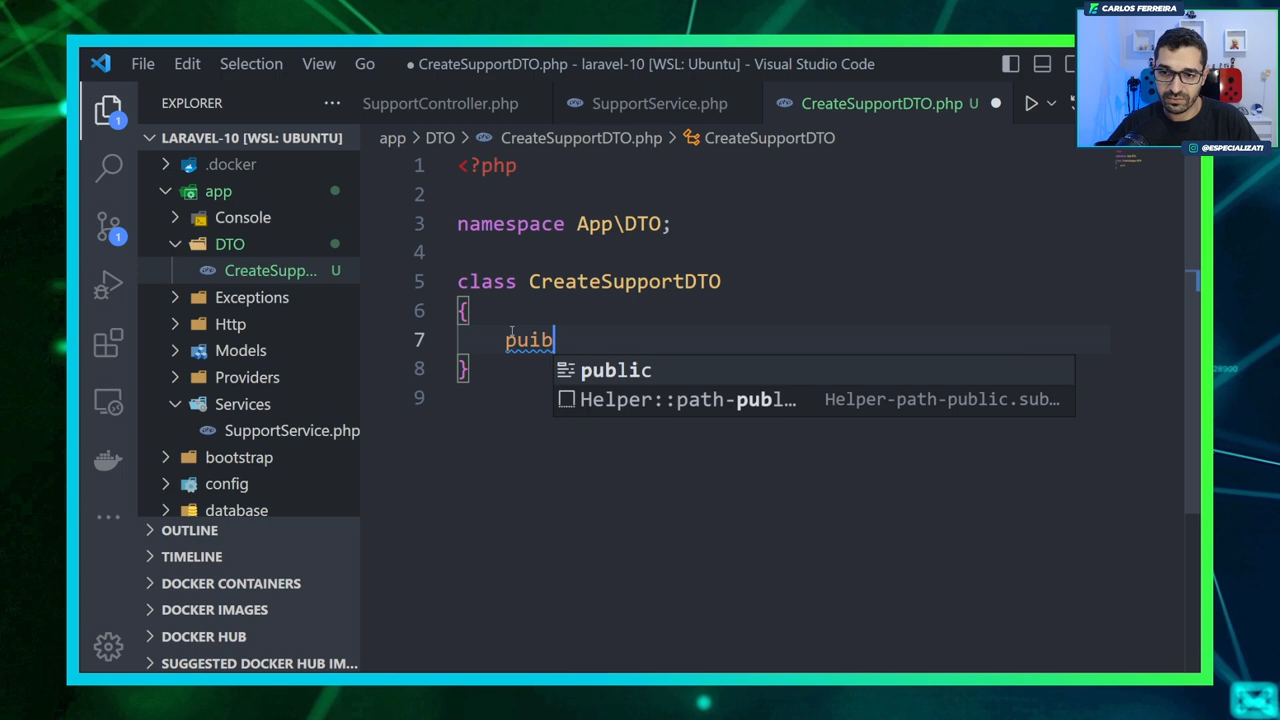 CARLOS FERREIRA
@ESPECIALIZATI
File Edit Selection View Go
● CreateSupportDTO.php - laravel-10 [WSL: Ubuntu] - Visual Studio Code
EXPLORER
SupportController.php
SupportService.php
CreateSupportDTO.php U
1
app > DTO > CreateSupportDTO.php > CreateSupportDTO
LARAVEL-10 [WSL: UBUNTU]
.docker
app
Console
DTO
CreateSupp... U
Exceptions
Http
Models
Providers
Services
SupportService.php
bootstrap
config
database
OUTLINE
TIMELINE
DOCKER CONTAINERS
DOCKER IMAGES
DOCKER HUB
SUGGESTED DOCKER HUB IM...
1
1 <?php
2
3 namespace App\DTO;
4
5 class CreateSupportDTO
6 {
7 puib
8 }
9
public
Helper::path-publ... Helper-path-public.sub...
28900